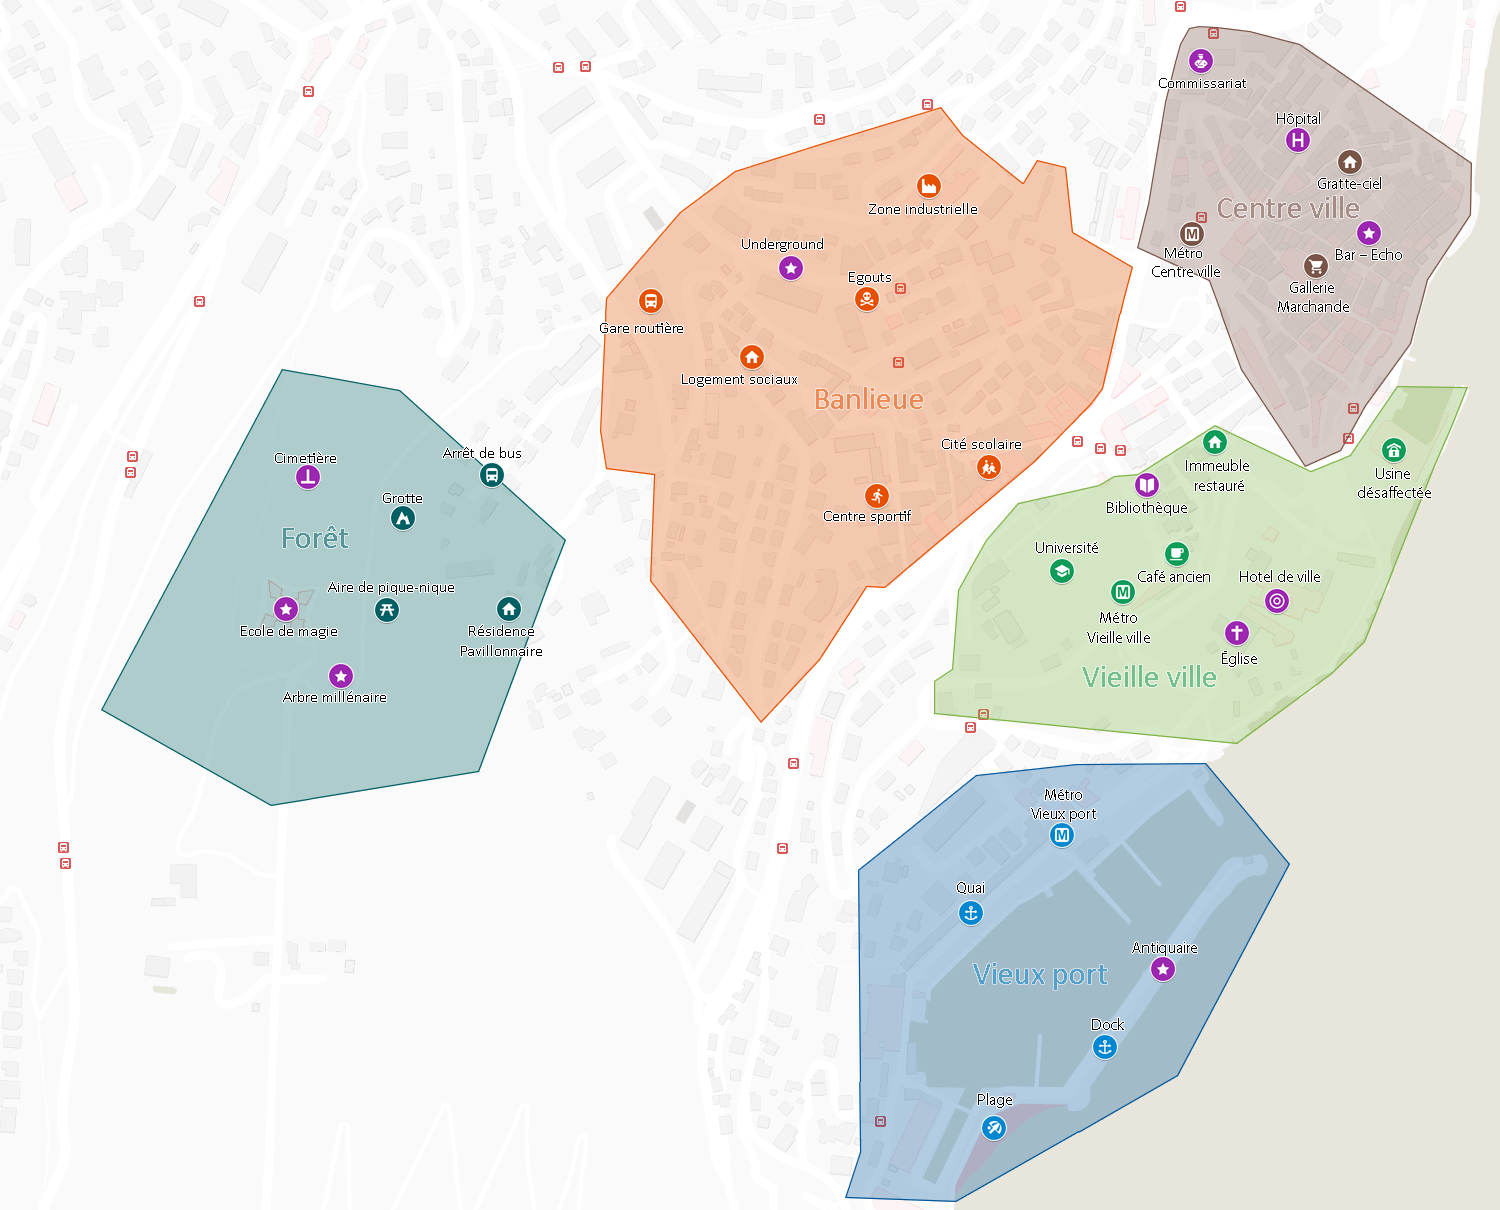 Commissariat
Hôpital
Gratte-ciel
Centre ville
Métro
Centre ville
Bar – Echo
Gallerie
Marchande
Zone industrielle
Underground
Egouts
Gare routière
Logement sociaux
Banlieue
Cité scolaire
Centre sportif
Cimetière
Arrêt de bus
Grotte
Forêt
Aire de pique-nique
Ecole de magie
Résidence
Pavillonnaire
Arbre millénaire
Immeuble
restauré
Usine
désaffectée
Bibliothèque
Université
Café ancien
Hotel de ville
Métro
Vieille ville
Église
Vieille ville
Métro
Vieux port
Quai
Antiquaire
Vieux port
Dock
Plage